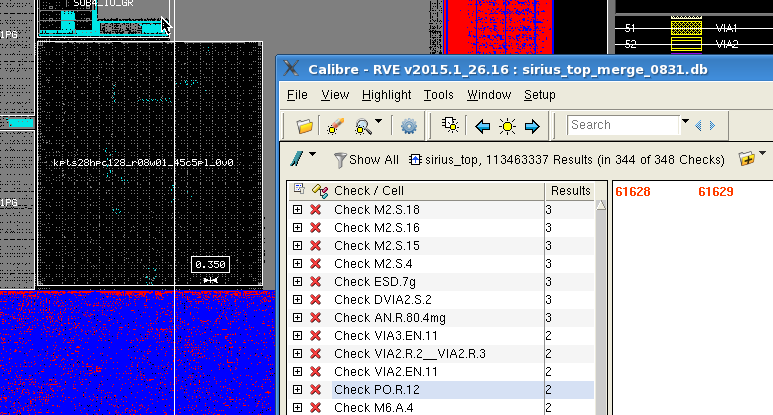 SUB4_IO_GR
1PG
kpts28hpc128_r08w01_45c5pl_0v0
1PG
0.350
51 VIA1
52 VIA2
Calibre - RVE v2015.1_26.16 : sirius_top_merge_0831.db
File View Highlight Tools Window Setup
Search
Show All sirius_top, 113463337 Results (in 344 of 348 Checks)
Check / Cell Results
61628 61629
Check M2.S.18 3
Check M2.S.16 3
Check M2.S.15 3
Check M2.S.4 3
Check ESD.7g 3
Check DVIA2.S.2 3
Check AN.R.80.4mg 3
Check VIA3.EN.11 2
Check VIA2.R.2__VIA2.R.3 2
Check VIA2.EN.11 2
Check PO.R.12 2
Check M6.A.4 2